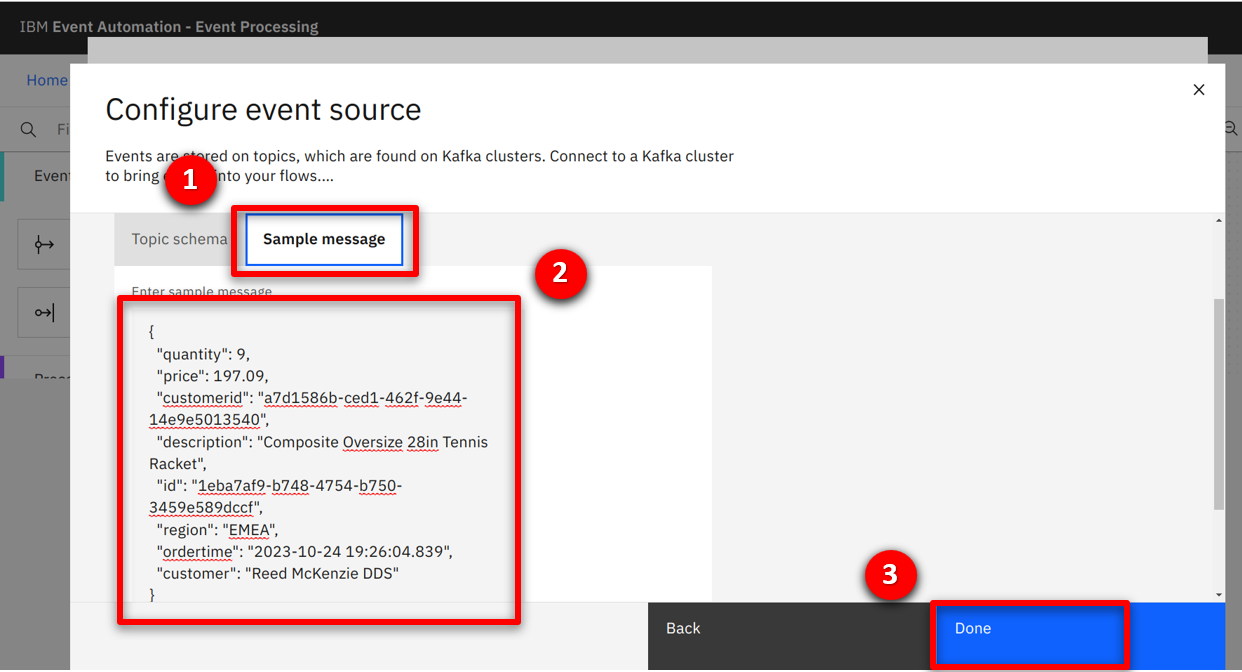 IBM Event Automation - Event Processing
Home
Configure event source
Fi
Events are stored on topics, which are found on Kafka clusters. Connect to a Kafka cluster
to bring into your flows....
Event
1
Topic schema
Sample message
2
Enter sample message
{
"quantity": 9,
"price": 197.09,
"customerid": "a7d1586b-ced1-462f-9e44-
14e9e5013540",
"description": "Composite Oversize 28in Tennis
Racket",
"id": "1eba7af9-b748-4754-b750-
3459e589dccf",
"region": "EMEA",
"ordertime": "2023-10-24 19:26:04.839",
"customer": "Reed McKenzie DDS"
}
3
Back
Done